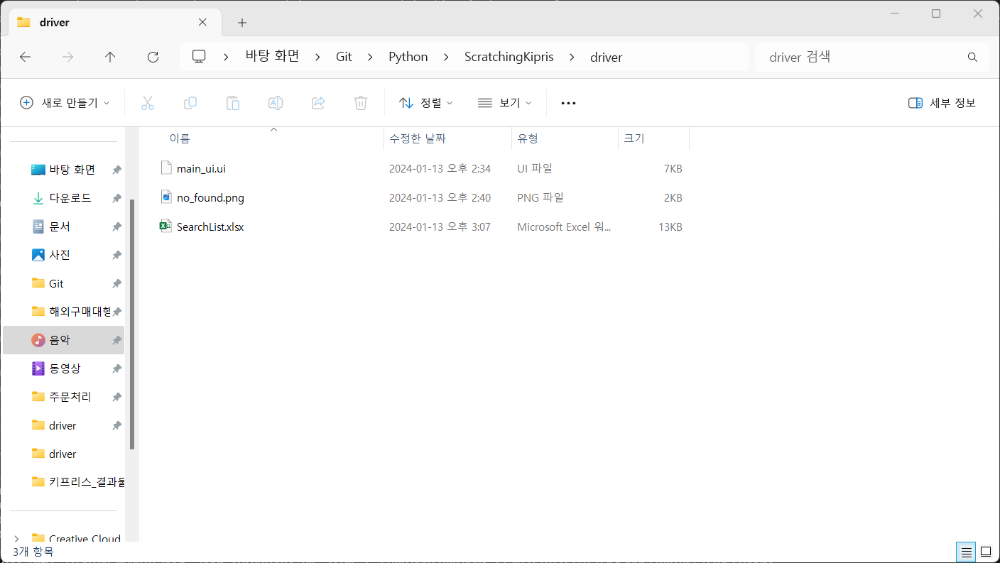 driver
바탕 화면 Git Python ScratchingKipris driver driver 검색
새로 만들기 정렬 보기 세부 정보
이름 수정한 날짜 유형 크기
main_ui.ui 2024-01-13 오후 2:34 UI 파일 7KB
no_found.png 2024-01-13 오후 2:40 PNG 파일 2KB
SearchList.xlsx 2024-01-13 오후 3:07 Microsoft Excel 워... 13KB
바탕 화면
다운로드
문서
사진
Git
해외구매대행
음악
동영상
주문처리
driver
driver
키프리스_결과물
Creative Cloud
3개 항목